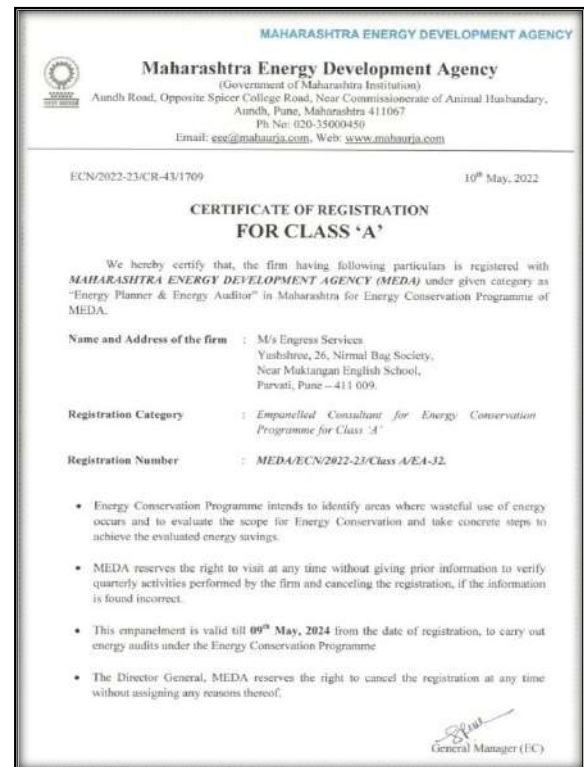 MAHARASHTRA ENERGY DEVELOPMENT AGENCY
Maharashtra Energy Development Agency
(Government of Maharashtra Institution)
Aundh Road, Opposite Spicer College Road, Near Commissionerate of Animal Husbandary,
Aundh, Pune, Maharashtra 411067
Ph No: 020-35000450
Email: eee@mahaurja.com, Web: www.mahaurja.com
ECN/2022-23/CR-43/1709
10th May, 2022
CERTIFICATE OF REGISTRATION
FOR CLASS ‘A’
We hereby certify that, the firm having following particulars is registered with
MAHARASHTRA ENERGY DEVELOPMENT AGENCY (MEDA) under given category as
“Energy Planner & Energy Auditor” in Maharashtra for Energy Conservation Programme of
MEDA.
Name and Address of the firm : M/s Engress Services
Yashshree, 26, Nirmal Bag Society,
Near Muktangan English School,
Parvati, Pune – 411 009.
Registration Category : Empanelled Consultant for Energy Conservation
Programme for Class ‘A’
Registration Number : MEDA/ECN/2022-23/Class A/EA-32.
• Energy Conservation Programme intends to identify areas where wasteful use of energy
occurs and to evaluate the scope for Energy Conservation and take concrete steps to
achieve the evaluated energy savings.
• MEDA reserves the right to visit at any time without giving prior information to verify
quarterly activities performed by the firm and canceling the registration, if the information
is found incorrect.
• This empanelment is valid till 09th May, 2024 from the date of registration, to carry out
energy audits under the Energy Conservation Programme
• The Director General, MEDA reserves the right to cancel the registration at any time
without assigning any reasons thereof.
General Manager (EC)